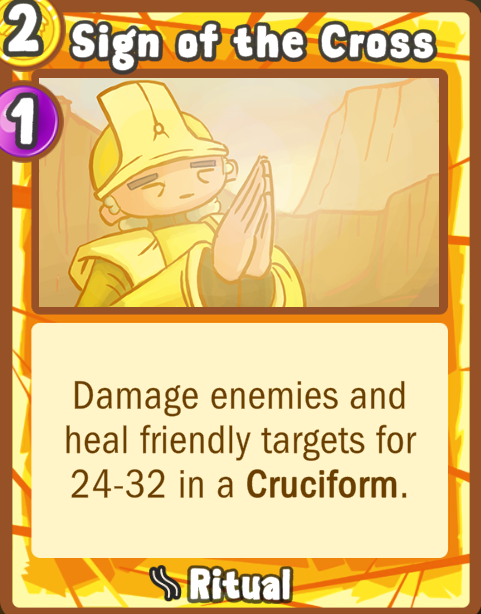 2
Sign of the Cross
1
Damage enemies and
heal friendly targets for
24-32 in a Cruciform.
Ritual